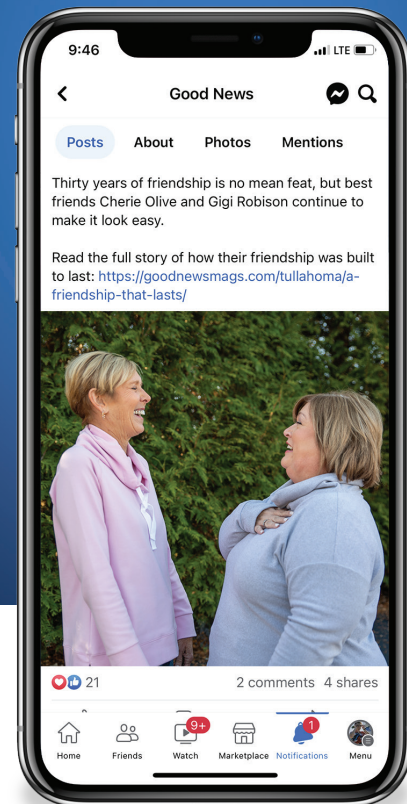 9:46
LTE
Good News
Posts About Photos Mentions
Thirty years of friendship is no mean feat, but best
friends Cherie Olive and Gigi Robison continue to
make it look easy.
Read the full story of how their friendship was built
to last: https://goodnewsmags.com/tullahoma/a-
friendship-that-lasts/
21
2 comments 4 shares
9+
1
Home Friends Watch Marketplace Notifications Menu